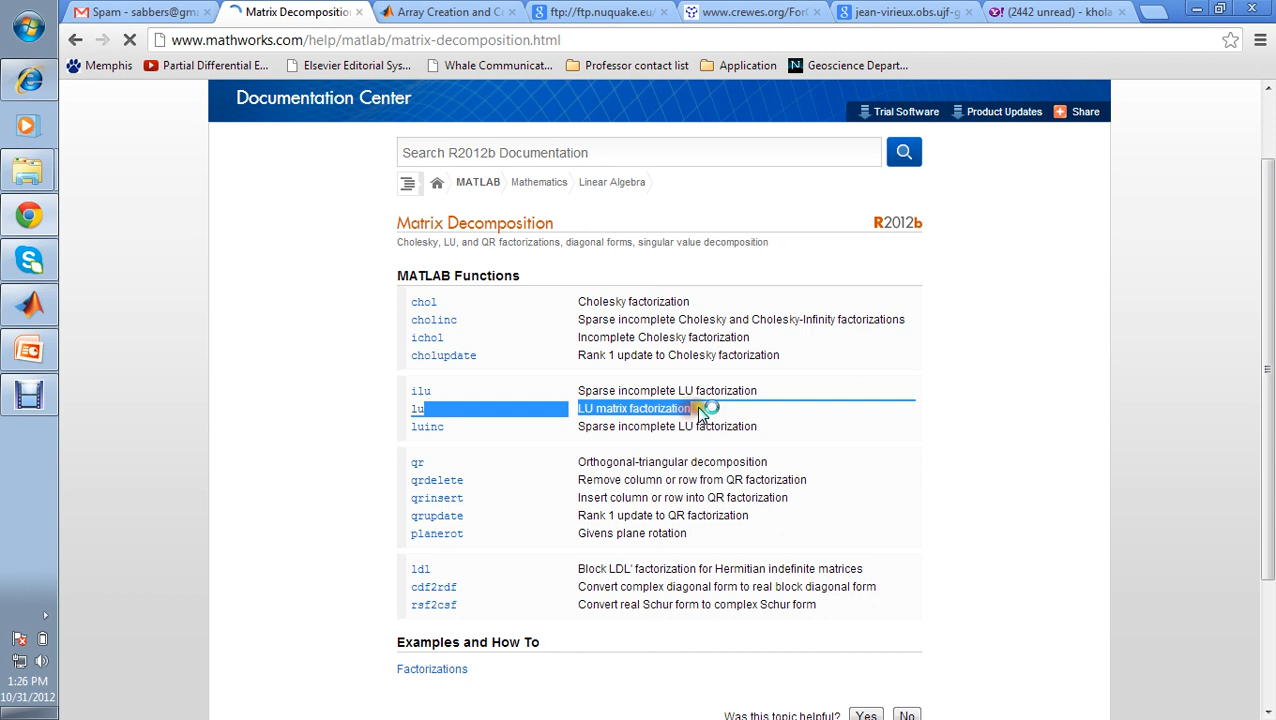 Spam - sabbers@gma
Matrix Decompositio
Array Creation and Co
ftp://ftp.nuquake.eu/
www.crewes.org/For
jean-virieux.obs.ujf-g
(2442 unread) - khola
www.mathworks.com/help/matlab/matrix-decomposition.html
Memphis
Partial Differential E...
Elsevier Editorial Sys...
Whale Communicat...
Professor contact list
Application
Geoscience Depart...
Documentation Center
Trial Software
Product Updates
Share
Search R2012b Documentation
MATLAB Mathematics Linear Algebra
Matrix Decomposition R2012b
Cholesky, LU, and QR factorizations, diagonal forms, singular value decomposition
MATLAB Functions
chol Cholesky factorization
cholinc Sparse incomplete Cholesky and Cholesky-Infinity factorizations
ichol Incomplete Cholesky factorization
cholupdate Rank 1 update to Cholesky factorization
ilu Sparse incomplete LU factorization
lu LU matrix factorization
luinc Sparse incomplete LU factorization
qr Orthogonal-triangular decomposition
qrdelete Remove column or row from QR factorization
qrinsert Insert column or row into QR factorization
qrupdate Rank 1 update to QR factorization
planerot Givens plane rotation
ldl Block LDL' factorization for Hermitian indefinite matrices
cdf2rdf Convert complex diagonal form to real block diagonal form
rsf2csf Convert real Schur form to complex Schur form
Examples and How To
Factorizations
Was this topic helpful? Yes No
1:26 PM
10/31/2012